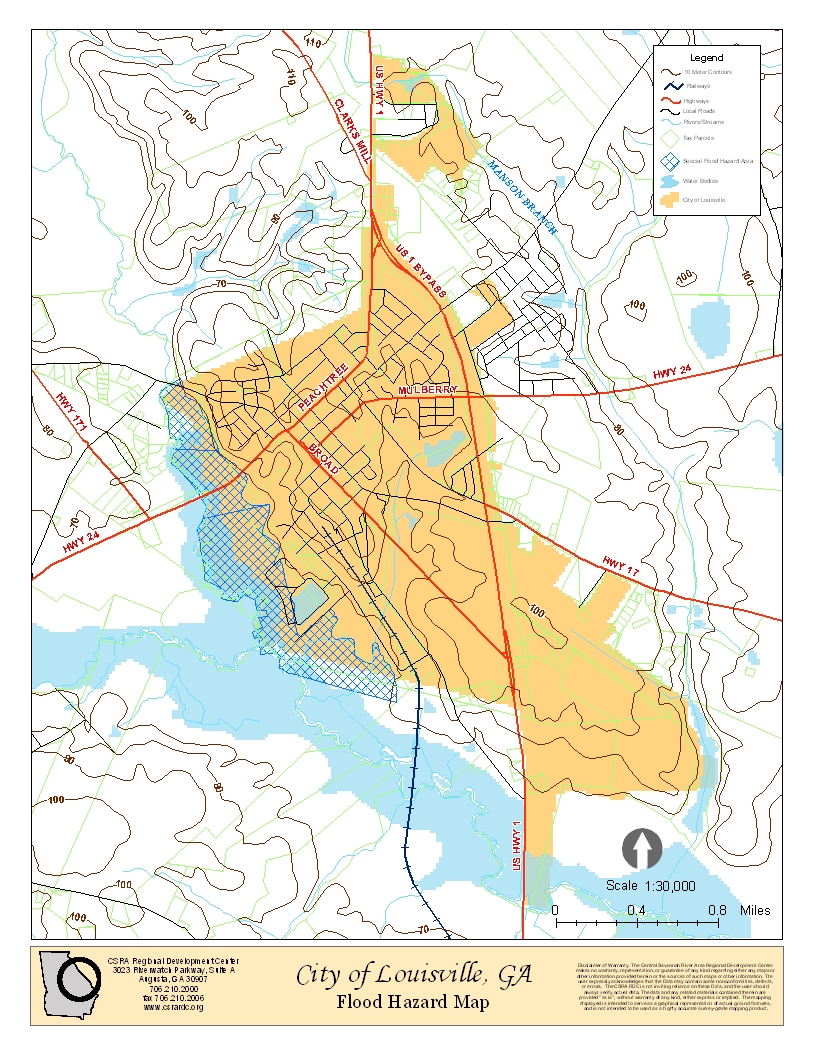 110
110
100
US HWY 1
CLARKS MILL
MANSON BRANCH
80
70
US 1 BYPASS
100
100
100
Legend
10 Meter Contours
Railways
Highways
Local Roads
Rivers/Streams
Tax Parcels
Special Flood Hazard Area
Water Bodies
City of Louisville
HWY 24
PEACHTREE
MULBERRY
HWY 171
80
80
BROAD
70
HWY 24
HWY 17
100
80
80
100
US HWY 1
100
100
70
Scale 1:30,000
0 0.4 0.8 Miles
CSRA Regional Development Center
3023 Riverwatch Parkway, Suite A
Augusta, GA 30907
706.210.2000
fax 706.210.2006
www.csrardc.org
City of Louisville, GA
Flood Hazard Map
Disclaimer of Warranty. The Central Savannah River Area Regional Development Center
makes no warranty, representation, or guarantee of any kind regarding either any maps or
other information provided herein or the sources of such maps or other information. The
user expressly acknowledges that the Data may contain some nonconformities, defects,
or errors. The CSRA RDC is not inviting reliance on these Data, and the user should
always verify actual data. The data and any related materials contained therein are
provided "as is", without warranty of any kind, either express or implied. The mapping
displayed is intended to serve as a graphical representation of actual ground features,
and is not intended to be used as a highly accurate survey-grade mapping product.